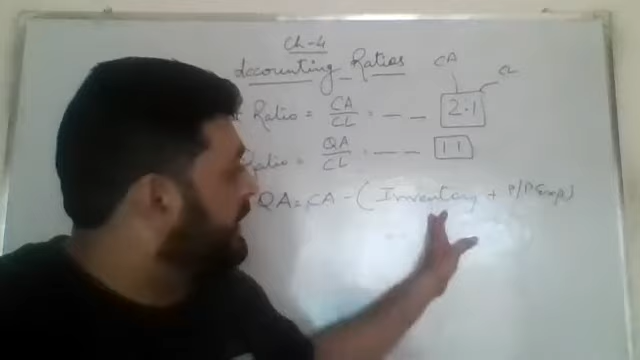 Ch-4
Accounting Ratios
CA
CL
Ratio = CA/CL = — — 2:1
Ratio = QA/CL = — — 1:1
QA = CA - ( Inventory + P/P Exp)